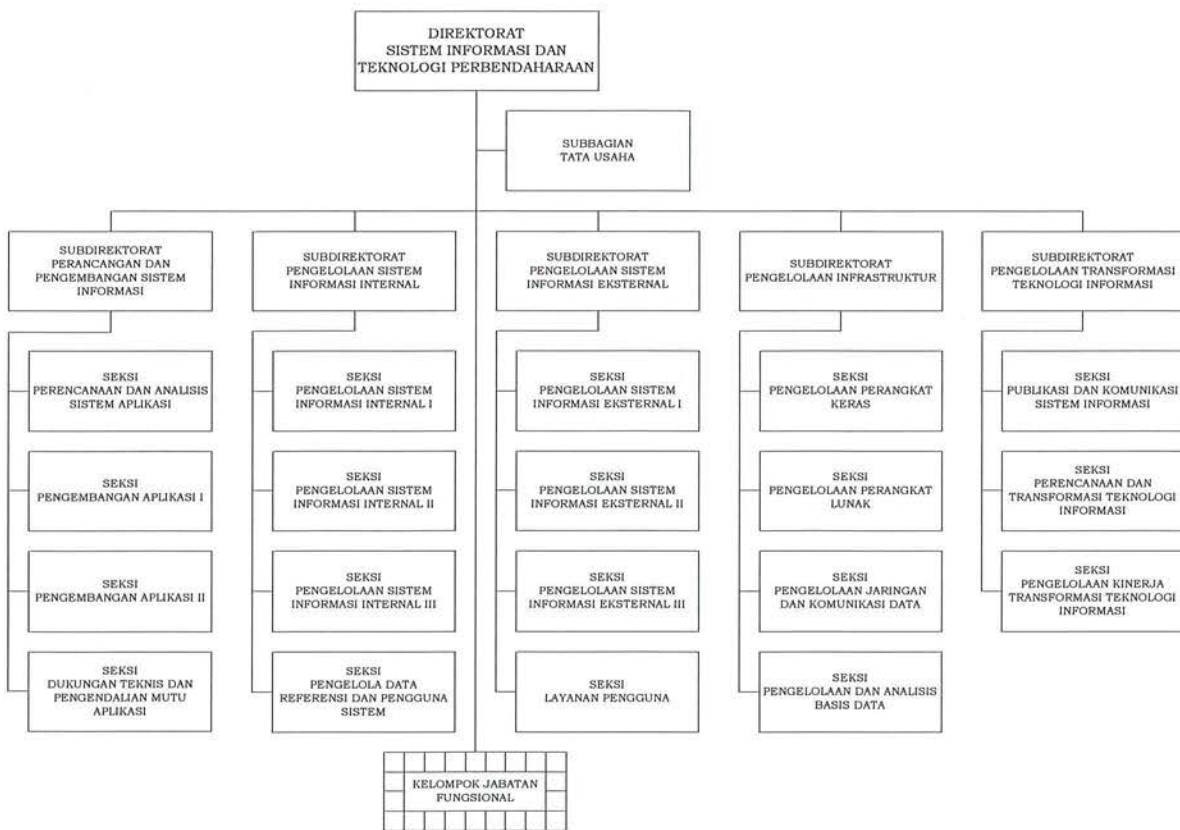 DIREKTORAT
SISTEM INFORMASI DAN
TEKNOLOGI PERBENDAHARAAN
SUBBAGIAN
TATA USAHA
SUBDIREKTORAT
PERANCANGAN DAN
PENGEMBANGAN SISTEM
INFORMASI
SUBDIREKTORAT
PENGELOLAAN SISTEM
INFORMASI INTERNAL
SUBDIREKTORAT
PENGELOLAAN SISTEM
INFORMASI EKSTERNAL
SUBDIREKTORAT
PENGELOLAAN INFRASTRUKTUR
SUBDIREKTORAT
PENGELOLAAN TRANSFORMASI
TEKNOLOGI INFORMASI
SEKSI
PERENCANAAN DAN ANALISIS
SISTEM APLIKASI
SEKSI
PENGELOLAAN SISTEM
INFORMASI INTERNAL I
SEKSI
PENGELOLAAN SISTEM
INFORMASI EKSTERNAL I
SEKSI
PENGELOLAAN PERANGKAT
KERAS
SEKSI
PUBLIKASI DAN KOMUNIKASI
SISTEM INFORMASI
SEKSI
PENGEMBANGAN APLIKASI I
SEKSI
PENGELOLAAN SISTEM
INFORMASI INTERNAL II
SEKSI
PENGELOLAAN SISTEM
INFORMASI EKSTERNAL II
SEKSI
PENGELOLAAN PERANGKAT
LUNAK
SEKSI
PERENCANAAN DAN
TRANSFORMASI TEKNOLOGI
INFORMASI
SEKSI
PENGEMBANGAN APLIKASI II
SEKSI
PENGELOLAAN SISTEM
INFORMASI INTERNAL III
SEKSI
PENGELOLAAN SISTEM
INFORMASI EKSTERNAL III
SEKSI
PENGELOLAAN JARINGAN
DAN KOMUNIKASI DATA
SEKSI
PENGELOLAAN KINERJA
TRANSFORMASI TEKNOLOGI
INFORMASI
SEKSI
DUKUNGAN TEKNIS DAN
PENGENDALIAN MUTU
APLIKASI
SEKSI
PENGELOLA DATA
REFERENSI DAN PENGGUNA
SISTEM
SEKSI
LAYANAN PENGGUNA
SEKSI
PENGELOLAAN DAN ANALISIS
BASIS DATA
KELOMPOK JABATAN
FUNGSIONAL